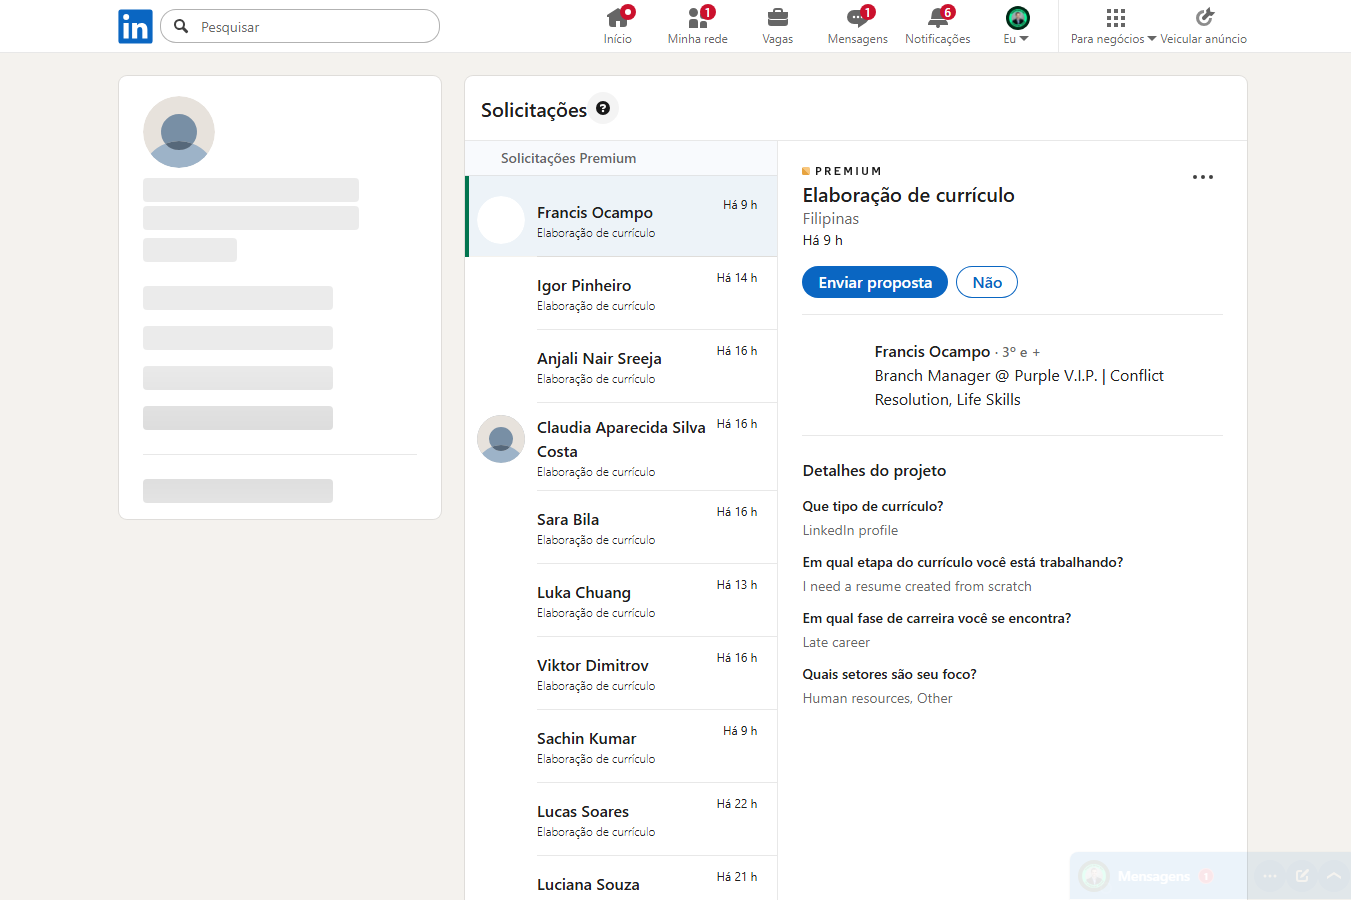 in
Pesquisar
Início
1
Minha rede
Vagas
1
Mensagens
6
Notificações
Eu
Para negócios
Veicular anúncio
Solicitações
?
Solicitações Premium
Francis Ocampo
Há 9 h
Elaboração de currículo
Igor Pinheiro
Há 14 h
Elaboração de currículo
Anjali Nair Sreeja
Há 16 h
Elaboração de currículo
Claudia Aparecida Silva
Costa
Há 16 h
Elaboração de currículo
Sara Bila
Há 16 h
Elaboração de currículo
Luka Chuang
Há 13 h
Elaboração de currículo
Viktor Dimitrov
Há 16 h
Elaboração de currículo
Sachin Kumar
Há 9 h
Elaboração de currículo
Lucas Soares
Há 22 h
Elaboração de currículo
Luciana Souza
Há 21 h
PREMIUM
Elaboração de currículo
Filipinas
Há 9 h
Enviar proposta
Não
Francis Ocampo · 3º e +
Branch Manager @ Purple V.I.P. | Conflict
Resolution, Life Skills
Detalhes do projeto
Que tipo de currículo?
LinkedIn profile
Em qual etapa do currículo você está trabalhando?
I need a resume created from scratch
Em qual fase de carreira você se encontra?
Late career
Quais setores são seu foco?
Human resources, Other
Mensagens
1